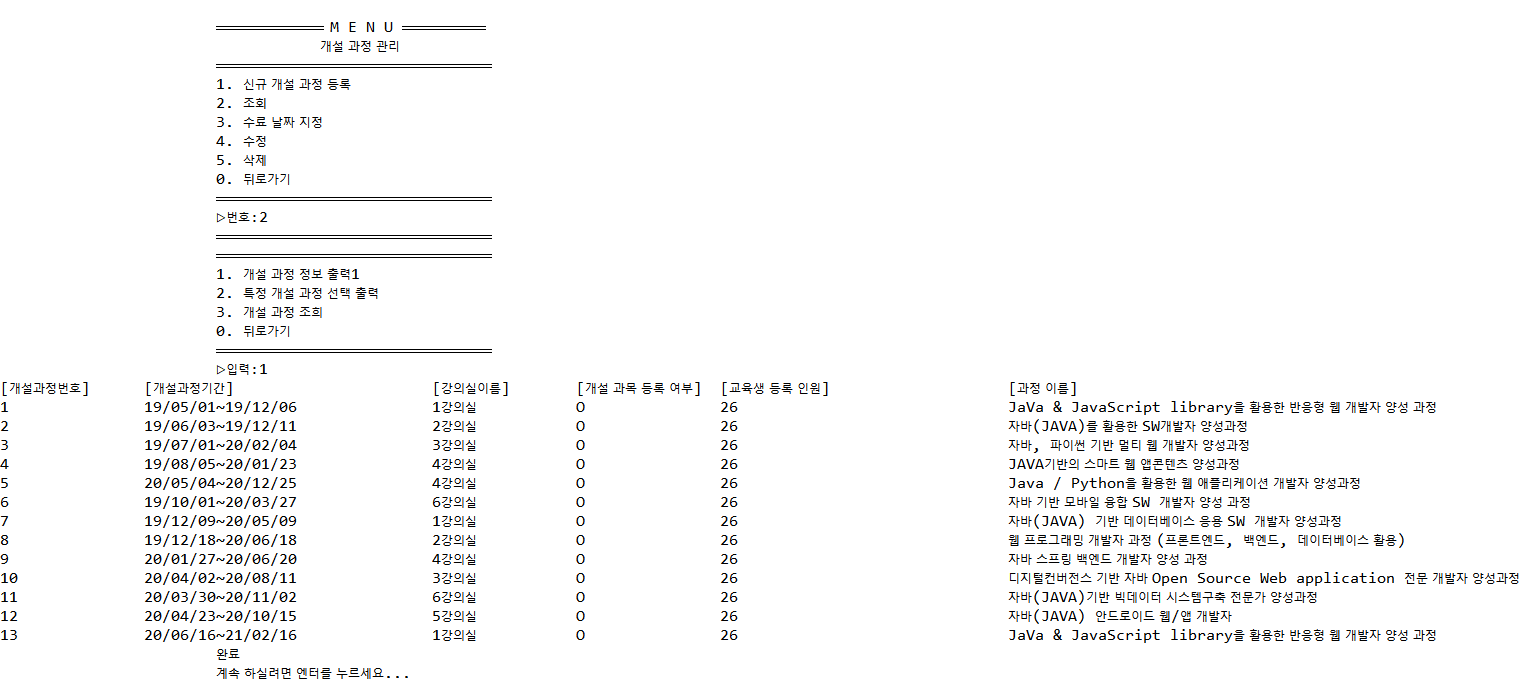 ════════════ M E N U ══════════
개설 과정 관리
═══════════════════════════════
1. 신규 개설 과정 등록
2. 조회
3. 수료 날짜 지정
4. 수정
5. 삭제
0. 뒤로가기
═══════════════════════════════
▷번호:2
═══════════════════════════════
═══════════════════════════════
1. 개설 과정 정보 출력1
2. 특정 개설 과정 선택 출력
3. 개설 과정 조희
0. 뒤로가기
═══════════════════════════════
▷입력:1
[개설과정번호] [개설과정기간] [강의실이름] [개설 과목 등록 여부] [교육생 등록 인원] [과정 이름]
1 19/05/01~19/12/06 1강의실 O 26 JaVa & JavaScript library을 활용한 반응형 웹 개발자 양성 과정
2 19/06/03~19/12/11 2강의실 O 26 자바(JAVA)를 활용한 SW개발자 양성과정
3 19/07/01~20/02/04 3강의실 O 26 자바, 파이썬 기반 멀티 웹 개발자 양성과정
4 19/08/05~20/01/23 4강의실 O 26 JAVA기반의 스마트 웹 앱콘텐츠 양성과정
5 20/05/04~20/12/25 4강의실 O 26 Java / Python을 활용한 웹 애플리케이션 개발자 양성과정
6 19/10/01~20/03/27 6강의실 O 26 자바 기반 모바일 융합 SW 개발자 양성 과정
7 19/12/09~20/05/09 1강의실 O 26 자바(JAVA) 기반 데이터베이스 응용 SW 개발자 양성과정
8 19/12/18~20/06/18 2강의실 O 26 웹 프로그래밍 개발자 과정 (프론트엔드, 백엔드, 데이터베이스 활용)
9 20/01/27~20/06/20 4강의실 O 26 자바 스프링 백엔드 개발자 양성 과정
10 20/04/02~20/08/11 3강의실 O 26 디지털컨버전스 기반 자바 Open Source Web application 전문 개발자 양성과정
11 20/03/30~20/11/02 6강의실 O 26 자바(JAVA)기반 빅데이터 시스템구축 전문가 양성과정
12 20/04/23~20/10/15 5강의실 O 26 자바(JAVA) 안드로이드 웹/앱 개발자
13 20/06/16~21/02/16 1강의실 O 26 JaVa & JavaScript library을 활용한 반응형 웹 개발자 양성 과정
완료
계속 하실려면 엔터를 누르세요...